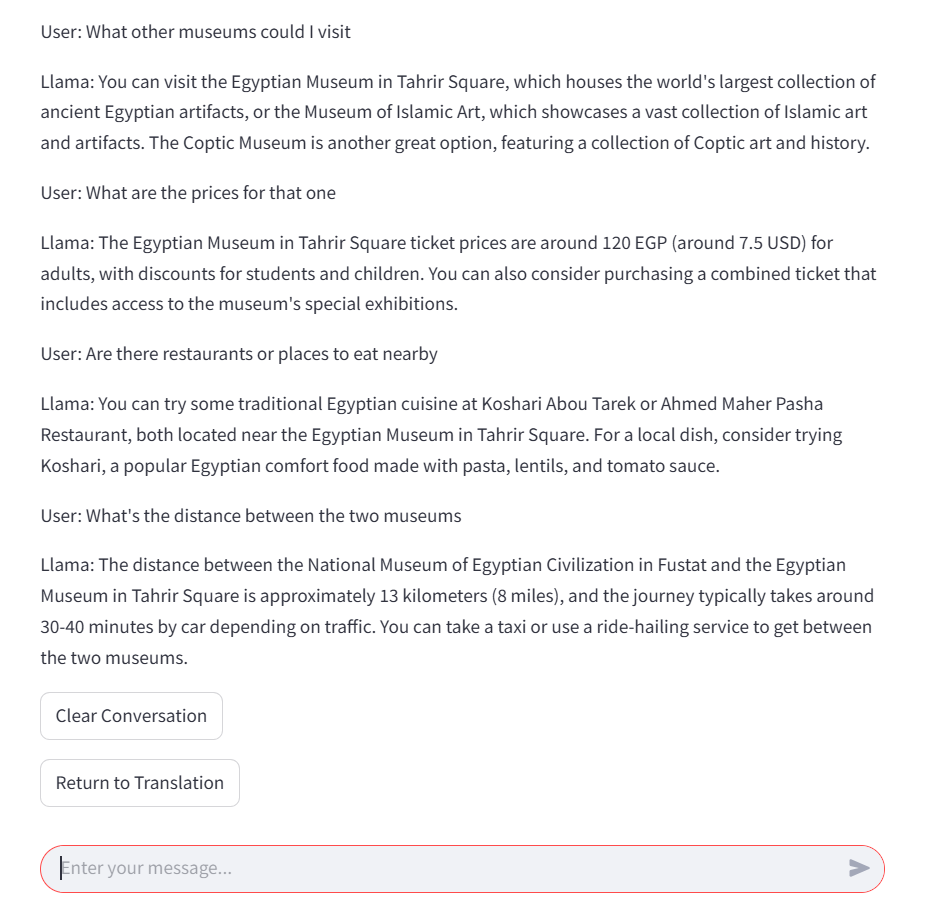 User: What other museums could I visit
Llama: You can visit the Egyptian Museum in Tahrir Square, which houses the world's largest collection of
ancient Egyptian artifacts, or the Museum of Islamic Art, which showcases a vast collection of Islamic art
and artifacts. The Coptic Museum is another great option, featuring a collection of Coptic art and history.
User: What are the prices for that one
Llama: The Egyptian Museum in Tahrir Square ticket prices are around 120 EGP (around 7.5 USD) for
adults, with discounts for students and children. You can also consider purchasing a combined ticket that
includes access to the museum's special exhibitions.
User: Are there restaurants or places to eat nearby
Llama: You can try some traditional Egyptian cuisine at Koshari Abou Tarek or Ahmed Maher Pasha
Restaurant, both located near the Egyptian Museum in Tahrir Square. For a local dish, consider trying
Koshari, a popular Egyptian comfort food made with pasta, lentils, and tomato sauce.
User: What's the distance between the two museums
Llama: The distance between the National Museum of Egyptian Civilization in Fustat and the Egyptian
Museum in Tahrir Square is approximately 13 kilometers (8 miles), and the journey typically takes around
30-40 minutes by car depending on traffic. You can take a taxi or use a ride-hailing service to get between
the two museums.
Clear Conversation
Return to Translation
Enter your message...